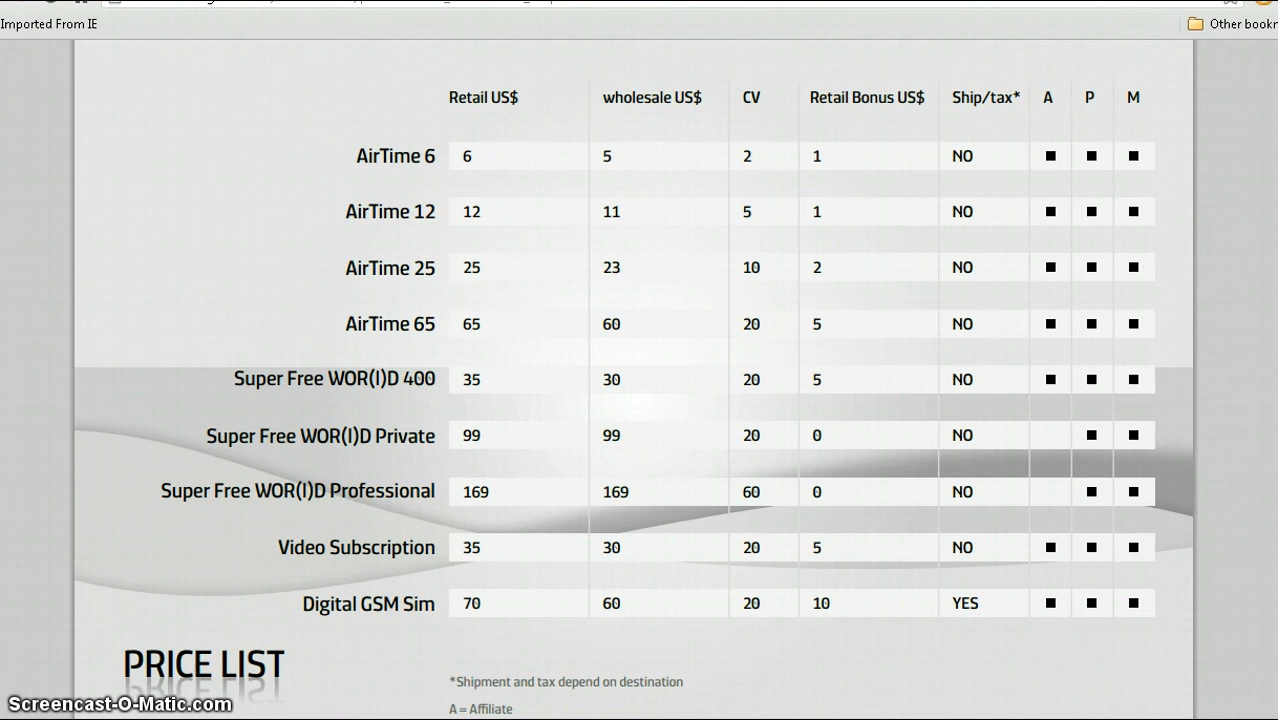 Imported From IE
Other bookr
Retail US$ wholesale US$ CV Retail Bonus US$ Ship/tax* A P M
AirTime 6 6 5 2 1 NO ■ ■ ■
AirTime 12 12 11 5 1 NO ■ ■ ■
AirTime 25 25 23 10 2 NO ■ ■ ■
AirTime 65 65 60 20 5 NO ■ ■ ■
Super Free WOR(I)D 400 35 30 20 5 NO ■ ■ ■
Super Free WOR(I)D Private 99 99 20 0 NO ■ ■
Super Free WOR(I)D Professional 169 169 60 0 NO ■ ■
Video Subscription 35 30 20 5 NO ■ ■ ■
Digital GSM Sim 70 60 20 10 YES ■ ■ ■
PRICE LIST
*Shipment and tax depend on destination
A = Affiliate
Screencast-O-Matic.com